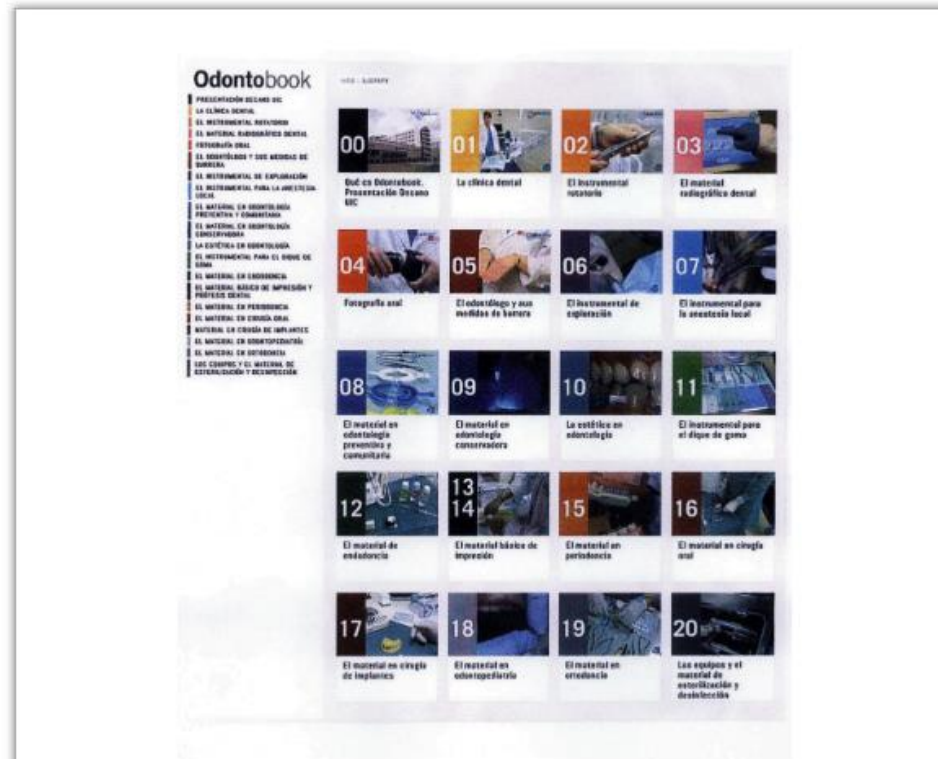 Odontobook
PRESENTACIÓN DECANO UIC
LA CLÍNICA DENTAL
EL INSTRUMENTAL ROTATORIO
EL MATERIAL RADIOGRÁFICO DENTAL
FOTOGRAFÍA ORAL
EL ODONTÓLOGO Y SUS MEDIDAS DE
BARRERA
EL INSTRUMENTAL DE EXPLORACIÓN
EL INSTRUMENTAL PARA LA ANESTESIA
LOCAL
EL MATERIAL EN ODONTOLOGÍA
PREVENTIVA Y COMUNITARIA
EL MATERIAL EN ODONTOLOGÍA
CONSERVADORA
LA ESTÉTICA EN ODONTOLOGÍA
EL INSTRUMENTAL PARA EL DIQUE DE
GOMA
EL MATERIAL EN ENDODONCIA
EL MATERIAL BÁSICO DE IMPRESIÓN Y
PRÓTESIS DENTAL
EL MATERIAL EN PERIODONCIA
EL MATERIAL EN CIRUGÍA ORAL
MATERIAL EN CIRUGÍA DE IMPLANTES
EL MATERIAL EN ODONTOPEDIATRÍA
EL MATERIAL EN ORTODONCIA
LOS EQUIPOS Y EL MATERIAL DE
ESTERILIZACIÓN Y DESINFECCIÓN
00
Qué es Odontobook.
Presentación Decano
UIC
01
La clínica dental
02
El instrumental
rotatorio
03
El material
radiográfico dental
04
Fotografía oral
05
El odontólogo y sus
medidas de barrera
06
El instrumental de
exploración
07
El instrumental para
la anestesia local
08
El material en
odontología
preventiva y
comunitaria
09
El material en
odontología
conservadora
10
La estética en
odontología
11
El instrumental para
el dique de goma
12
El material de
endodoncia
13
14
El material básico de
impresión
15
El material en
periodoncia
16
El material en cirugía
oral
17
El material en cirugía
de implantes
18
El material en
odontopediatría
19
El material en
ortodoncia
20
Los equipos y el
material de
esterilización y
desinfección